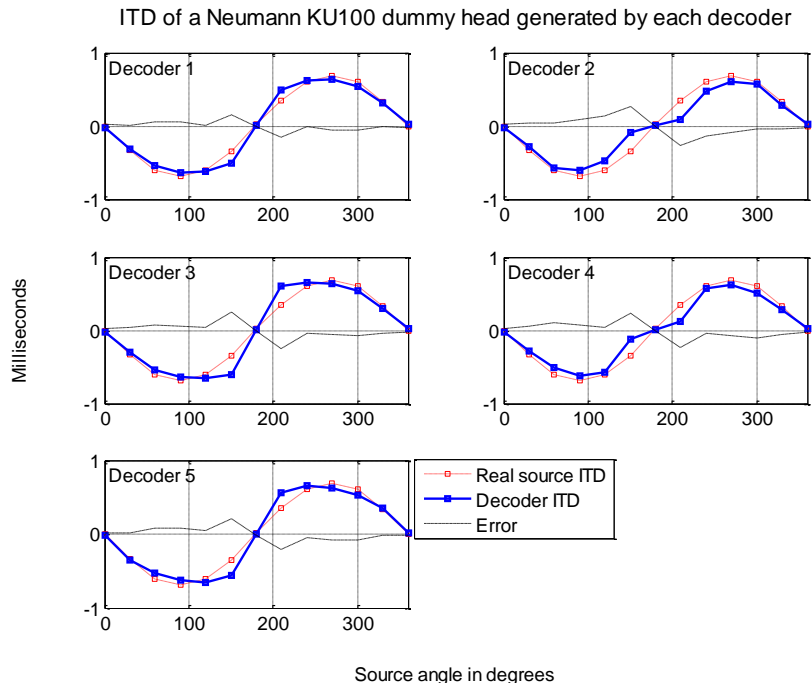 ITD of a Neumann KU100 dummy head generated by each decoder
Decoder 1
1
0
-1
0 100 200 300
Decoder 2
1
0
-1
0 100 200 300
Decoder 3
1
0
-1
0 100 200 300
Decoder 4
1
0
-1
0 100 200 300
Decoder 5
1
0
-1
0 100 200 300
Real source ITD
Decoder ITD
Error
Milliseconds
Source angle in degrees